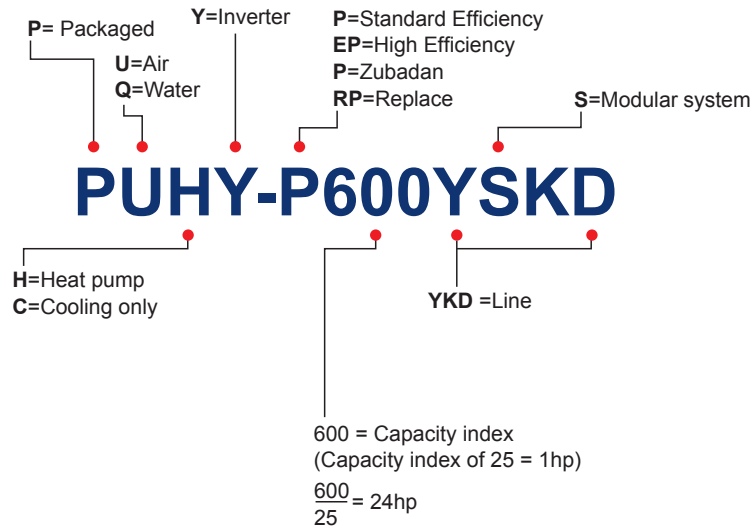 P= Packaged
U=Air
Q=Water
Y=Inverter
P=Standard Efficiency
EP=High Efficiency
P=Zubadan
RP=Replace
S=Modular system
PUHY-P600YSKD
H=Heat pump
C=Cooling only
YKD =Line
600 = Capacity index
(Capacity index of 25 = 1hp)
600
25
= 24hp